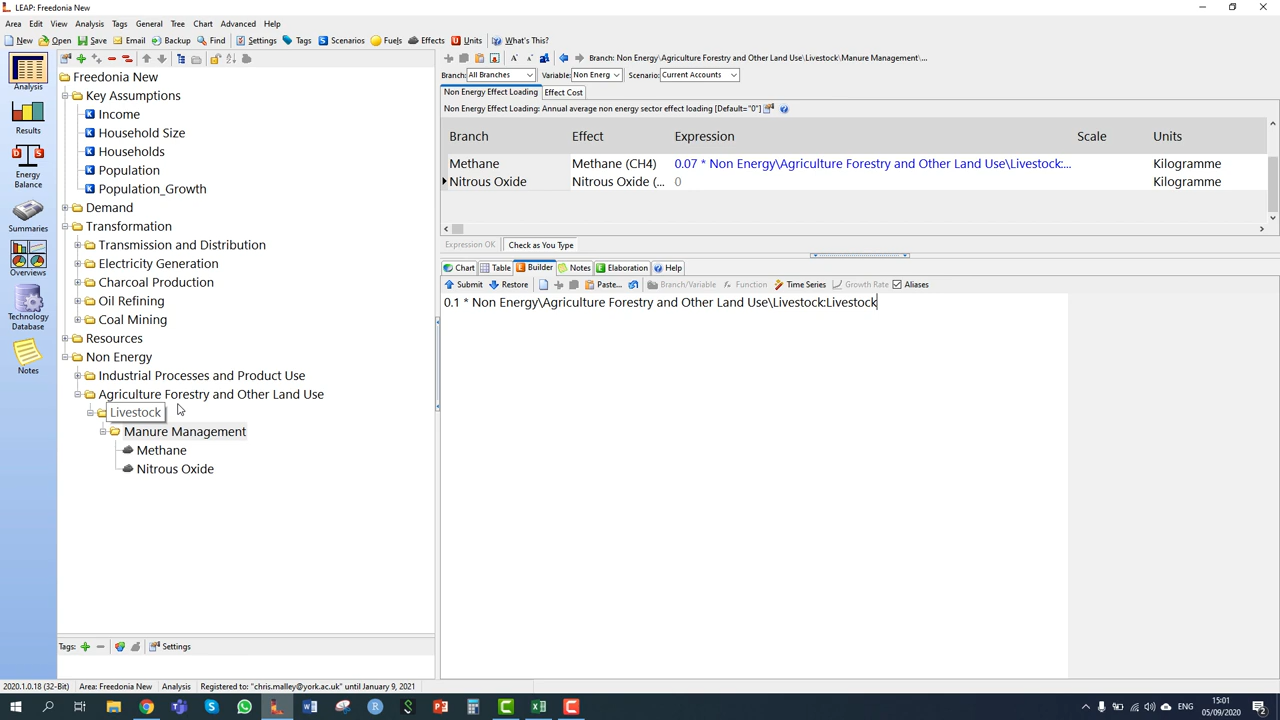 LEAP: Freedonia New
Area Edit View Analysis Tags General Tree Chart Advanced Help
New Open Save Email Backup Find Settings Tags Scenarios Fuels Effects Units What's This?
Analysis
Results
Energy
Balance
Summaries
Overviews
Technology
Database
Notes
Freedonia New
Key Assumptions
Income
Household Size
Households
Population
Population_Growth
Demand
Transformation
Transmission and Distribution
Electricity Generation
Charcoal Production
Oil Refining
Coal Mining
Resources
Non Energy
Industrial Processes and Product Use
Agriculture Forestry and Other Land Use
Livestock
Manure Management
Methane
Nitrous Oxide
Tags: Settings
Branch: Non Energy\Agriculture Forestry and Other Land Use\Livestock\Manure Management\...
Branch: All Branches Variable: Non Energ Scenario: Current Accounts
Non Energy Effect Loading Effect Cost
Non Energy Effect Loading: Annual average non energy sector effect loading [Default="0"]
Branch Effect Expression Scale Units
Methane Methane (CH4) 0.07 * Non Energy\Agriculture Forestry and Other Land Use\Livestock:... Kilogramme
Nitrous Oxide Nitrous Oxide (... 0 Kilogramme
Expression OK Check as You Type
Chart Table Builder Notes Elaboration Help
Submit Restore Paste... Branch/Variable Function Time Series Growth Rate Aliases
0.1 * Non Energy\Agriculture Forestry and Other Land Use\Livestock:Livestock
2020.1.0.18 (32-Bit) Area: Freedonia New Analysis Registered to: "chris.malley@york.ac.uk" until January 9, 2021
ENG 15:01
05/09/2020